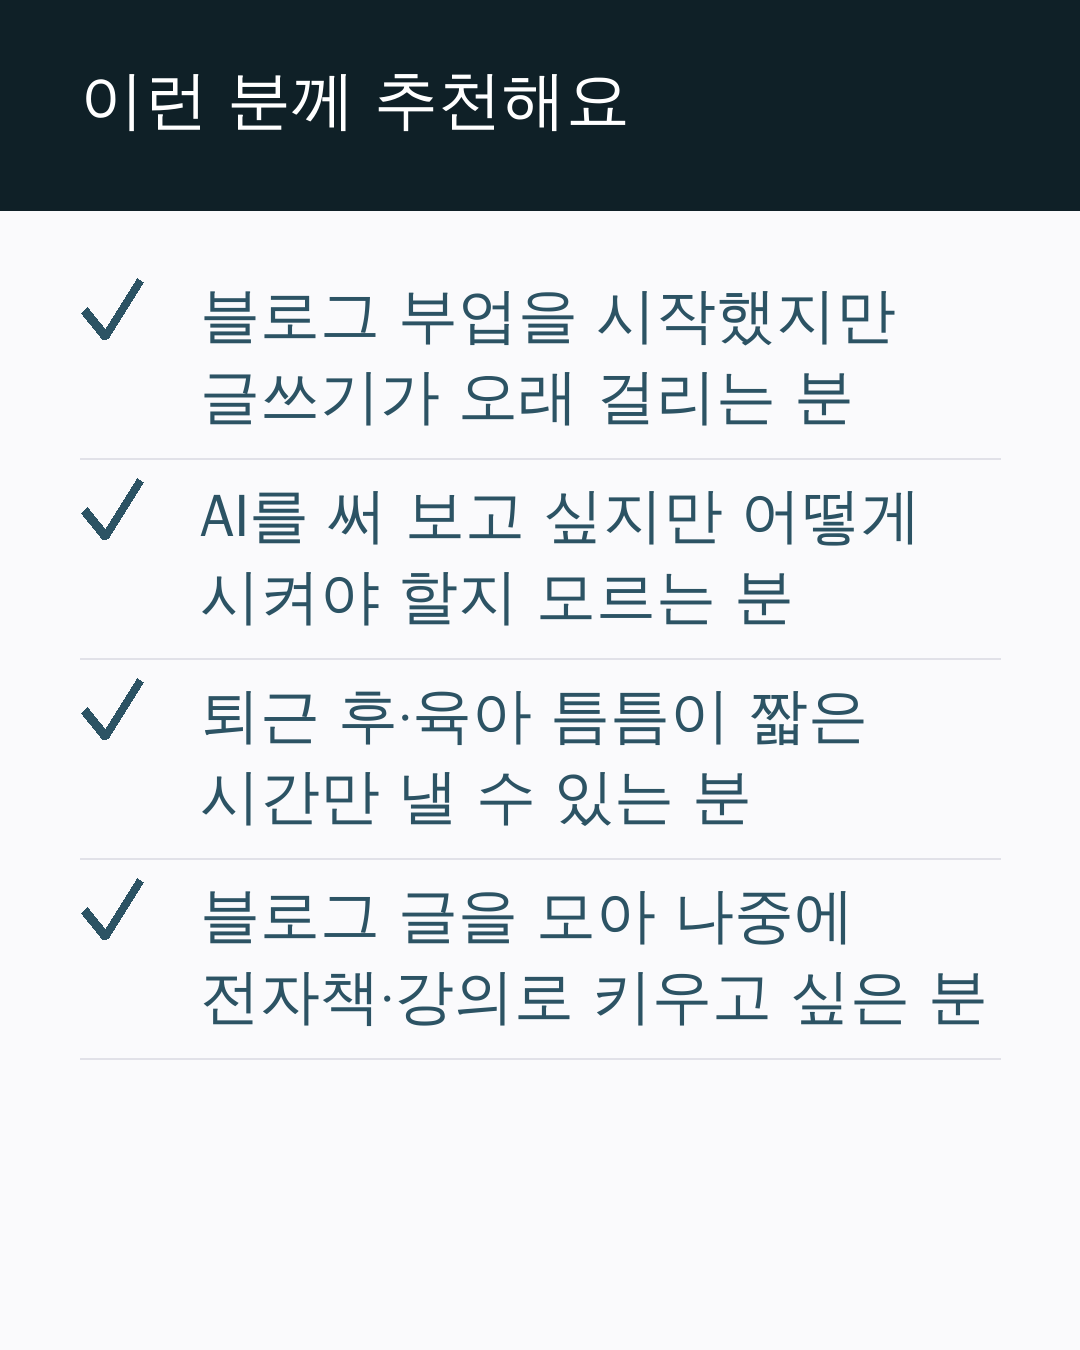 이런 분께 추천해요
블로그 부업을 시작했지만
글쓰기가 오래 걸리는 분
AI를 써 보고 싶지만 어떻게
시켜야 할지 모르는 분
퇴근 후·육아 틈틈이 짧은
시간만 낼 수 있는 분
블로그 글을 모아 나중에
전자책·강의로 키우고 싶은 분